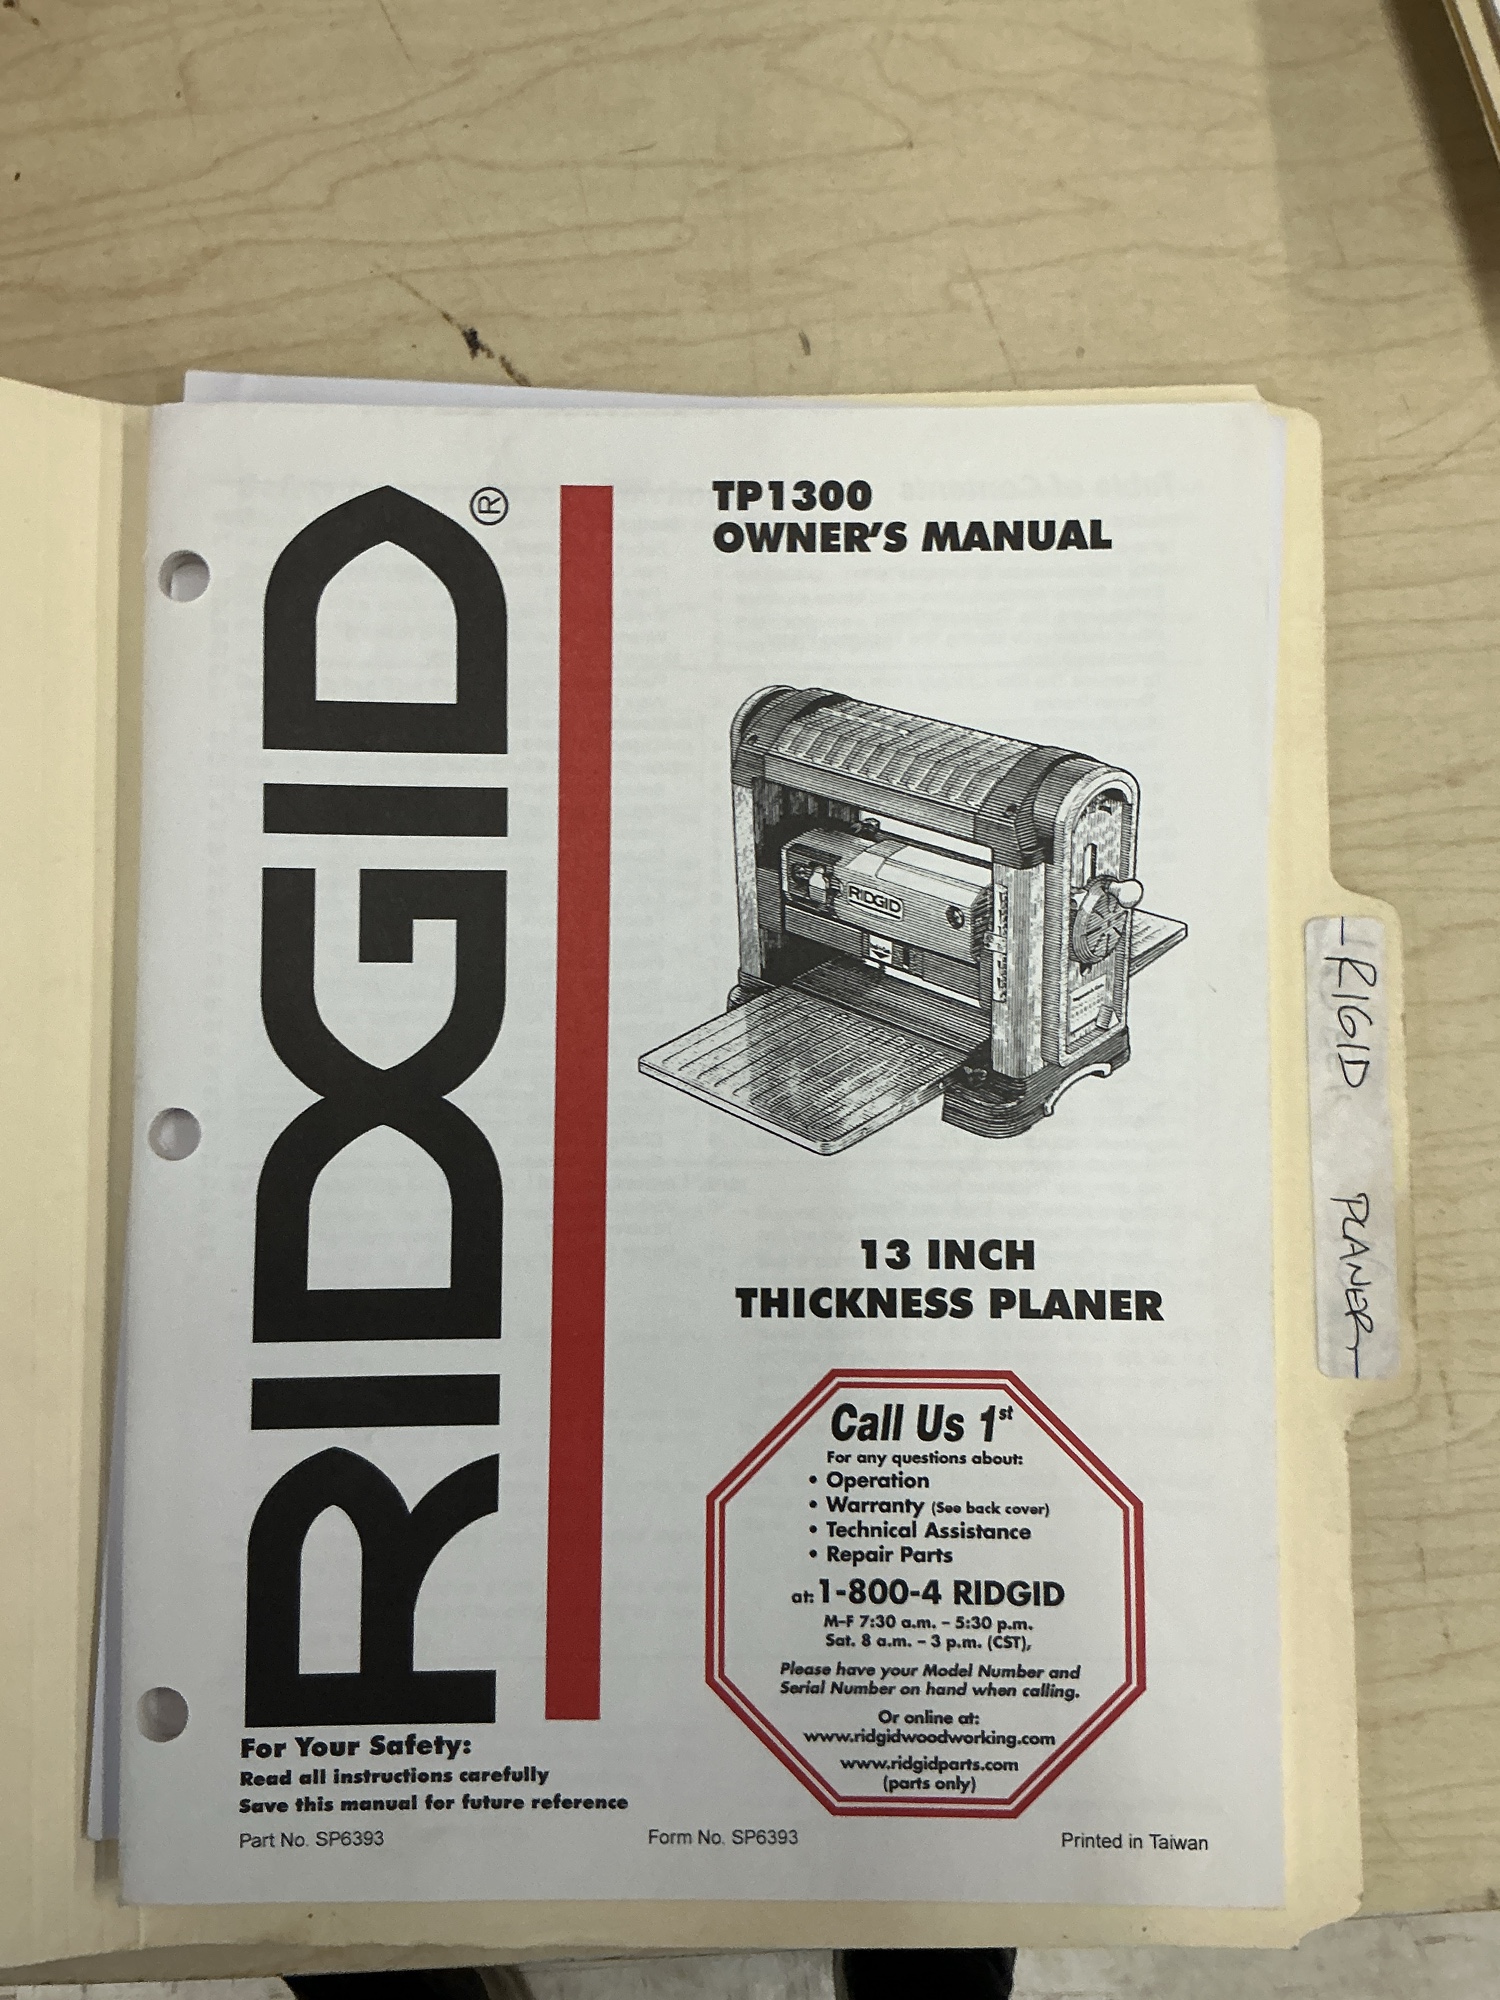 RIDGID®
TP1300
OWNER'S MANUAL
RIDGID
13 INCH
THICKNESS PLANER
Call Us 1st
For any questions about:
• Operation
• Warranty (See back cover)
• Technical Assistance
• Repair Parts
at: 1-800-4 RIDGID
M–F 7:30 a.m. – 5:30 p.m.
Sat. 8 a.m. – 3 p.m. (CST),
Please have your Model Number and
Serial Number on hand when calling.
Or online at:
www.ridgidwoodworking.com
www.ridgidparts.com
(parts only)
For Your Safety:
Read all instructions carefully
Save this manual for future reference
Part No. SP6393
Form No. SP6393
Printed in Taiwan
RIGID PLANER